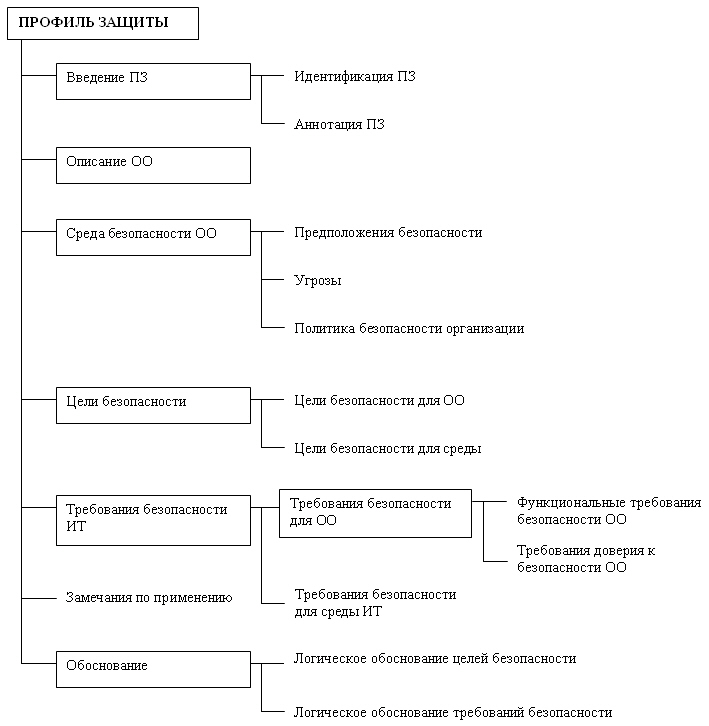 ПРОФИЛЬ ЗАЩИТЫ
Введение ПЗ
Идентификация ПЗ
Аннотация ПЗ
Описание ОО
Среда безопасности ОО
Предположения безопасности
Угрозы
Политика безопасности организации
Цели безопасности
Цели безопасности для ОО
Цели безопасности для среды
Требования безопасности
ИТ
Требования безопасности
для ОО
Функциональные требования
безопасности ОО
Требования доверия к
безопасности ОО
Требования безопасности
для среды ИТ
Замечания по применению
Обоснование
Логическое обоснование целей безопасности
Логическое обоснование требований безопасности